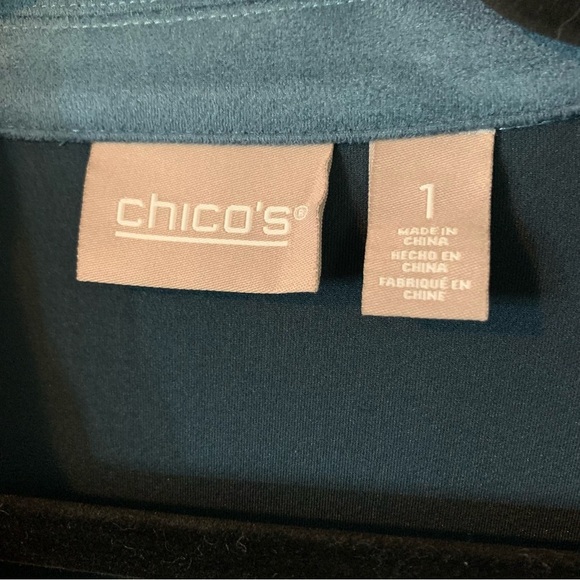 chico's®
1
MADE IN
CHINA
HECHO EN
CHINA
FABRIQUÉ EN
CHINE